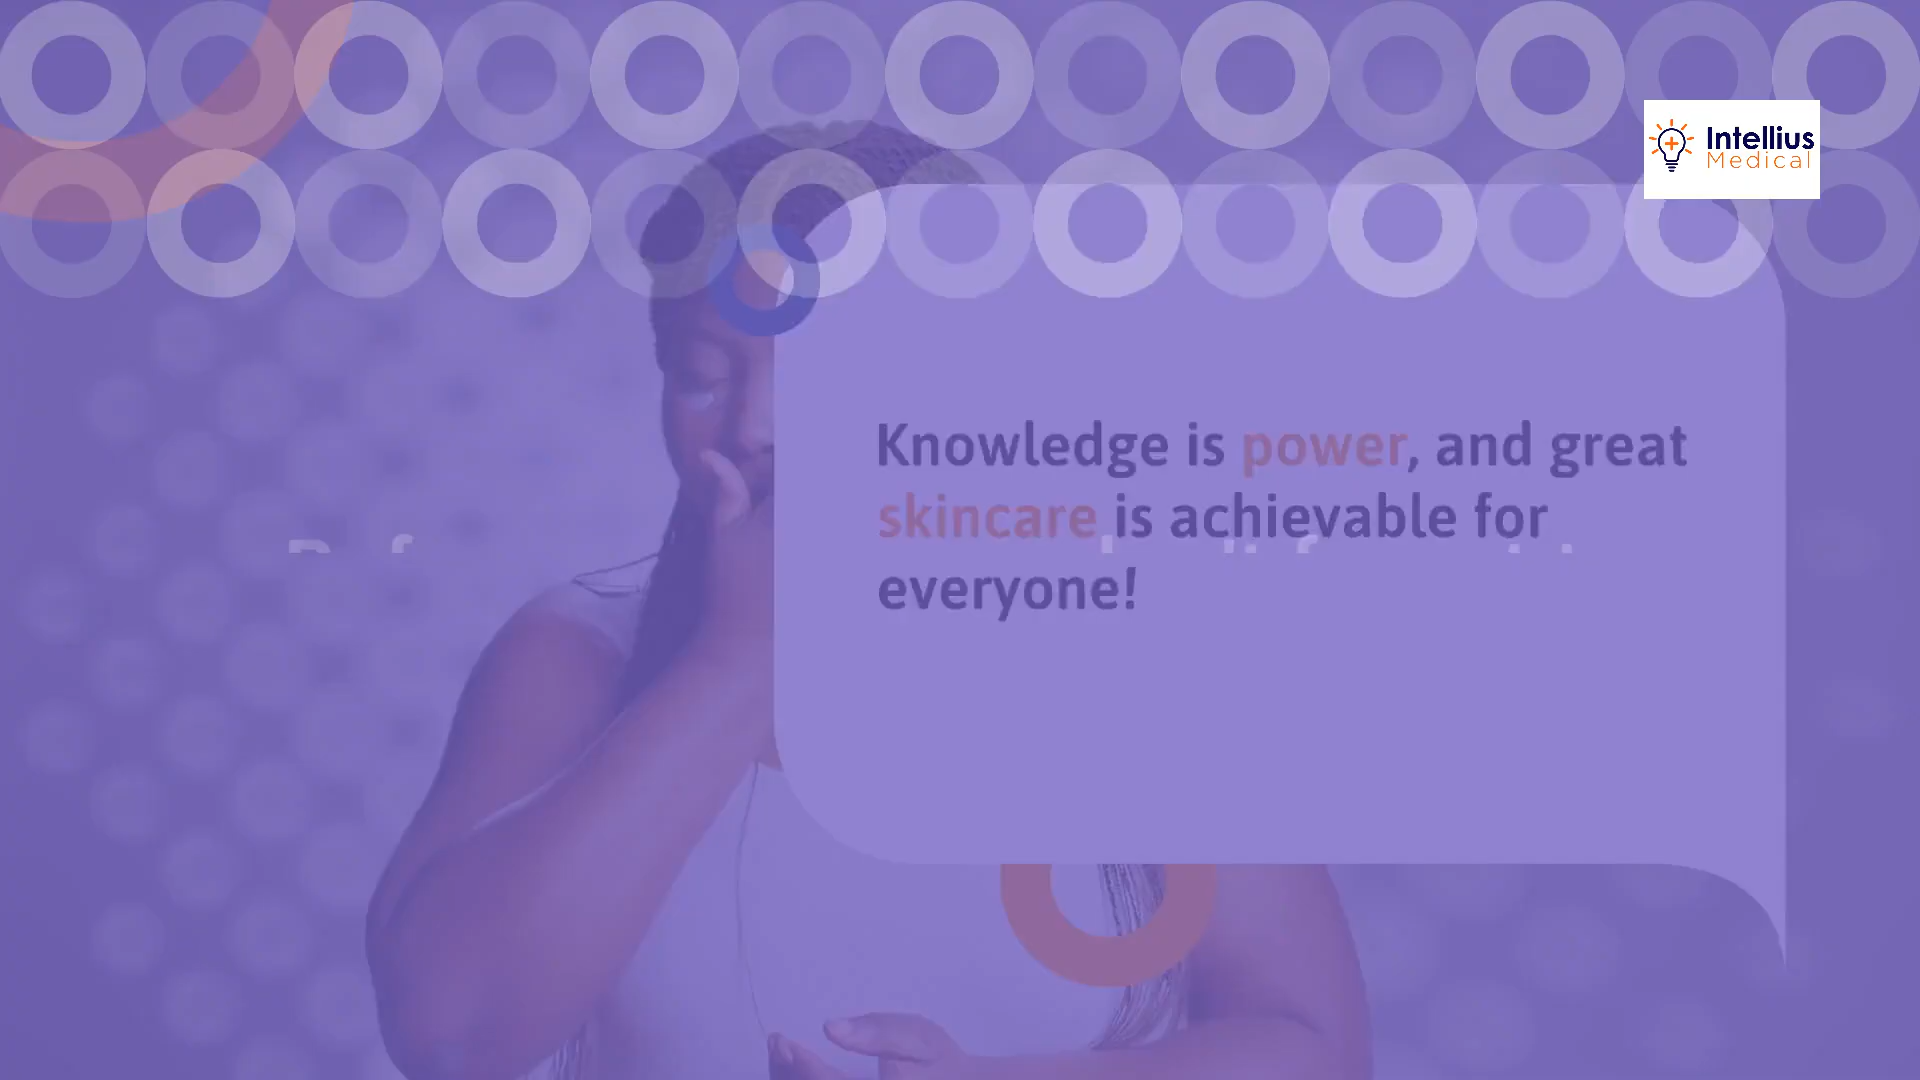 Intellius
Medical
Knowledge is power, and great
skincare is achievable for
everyone!